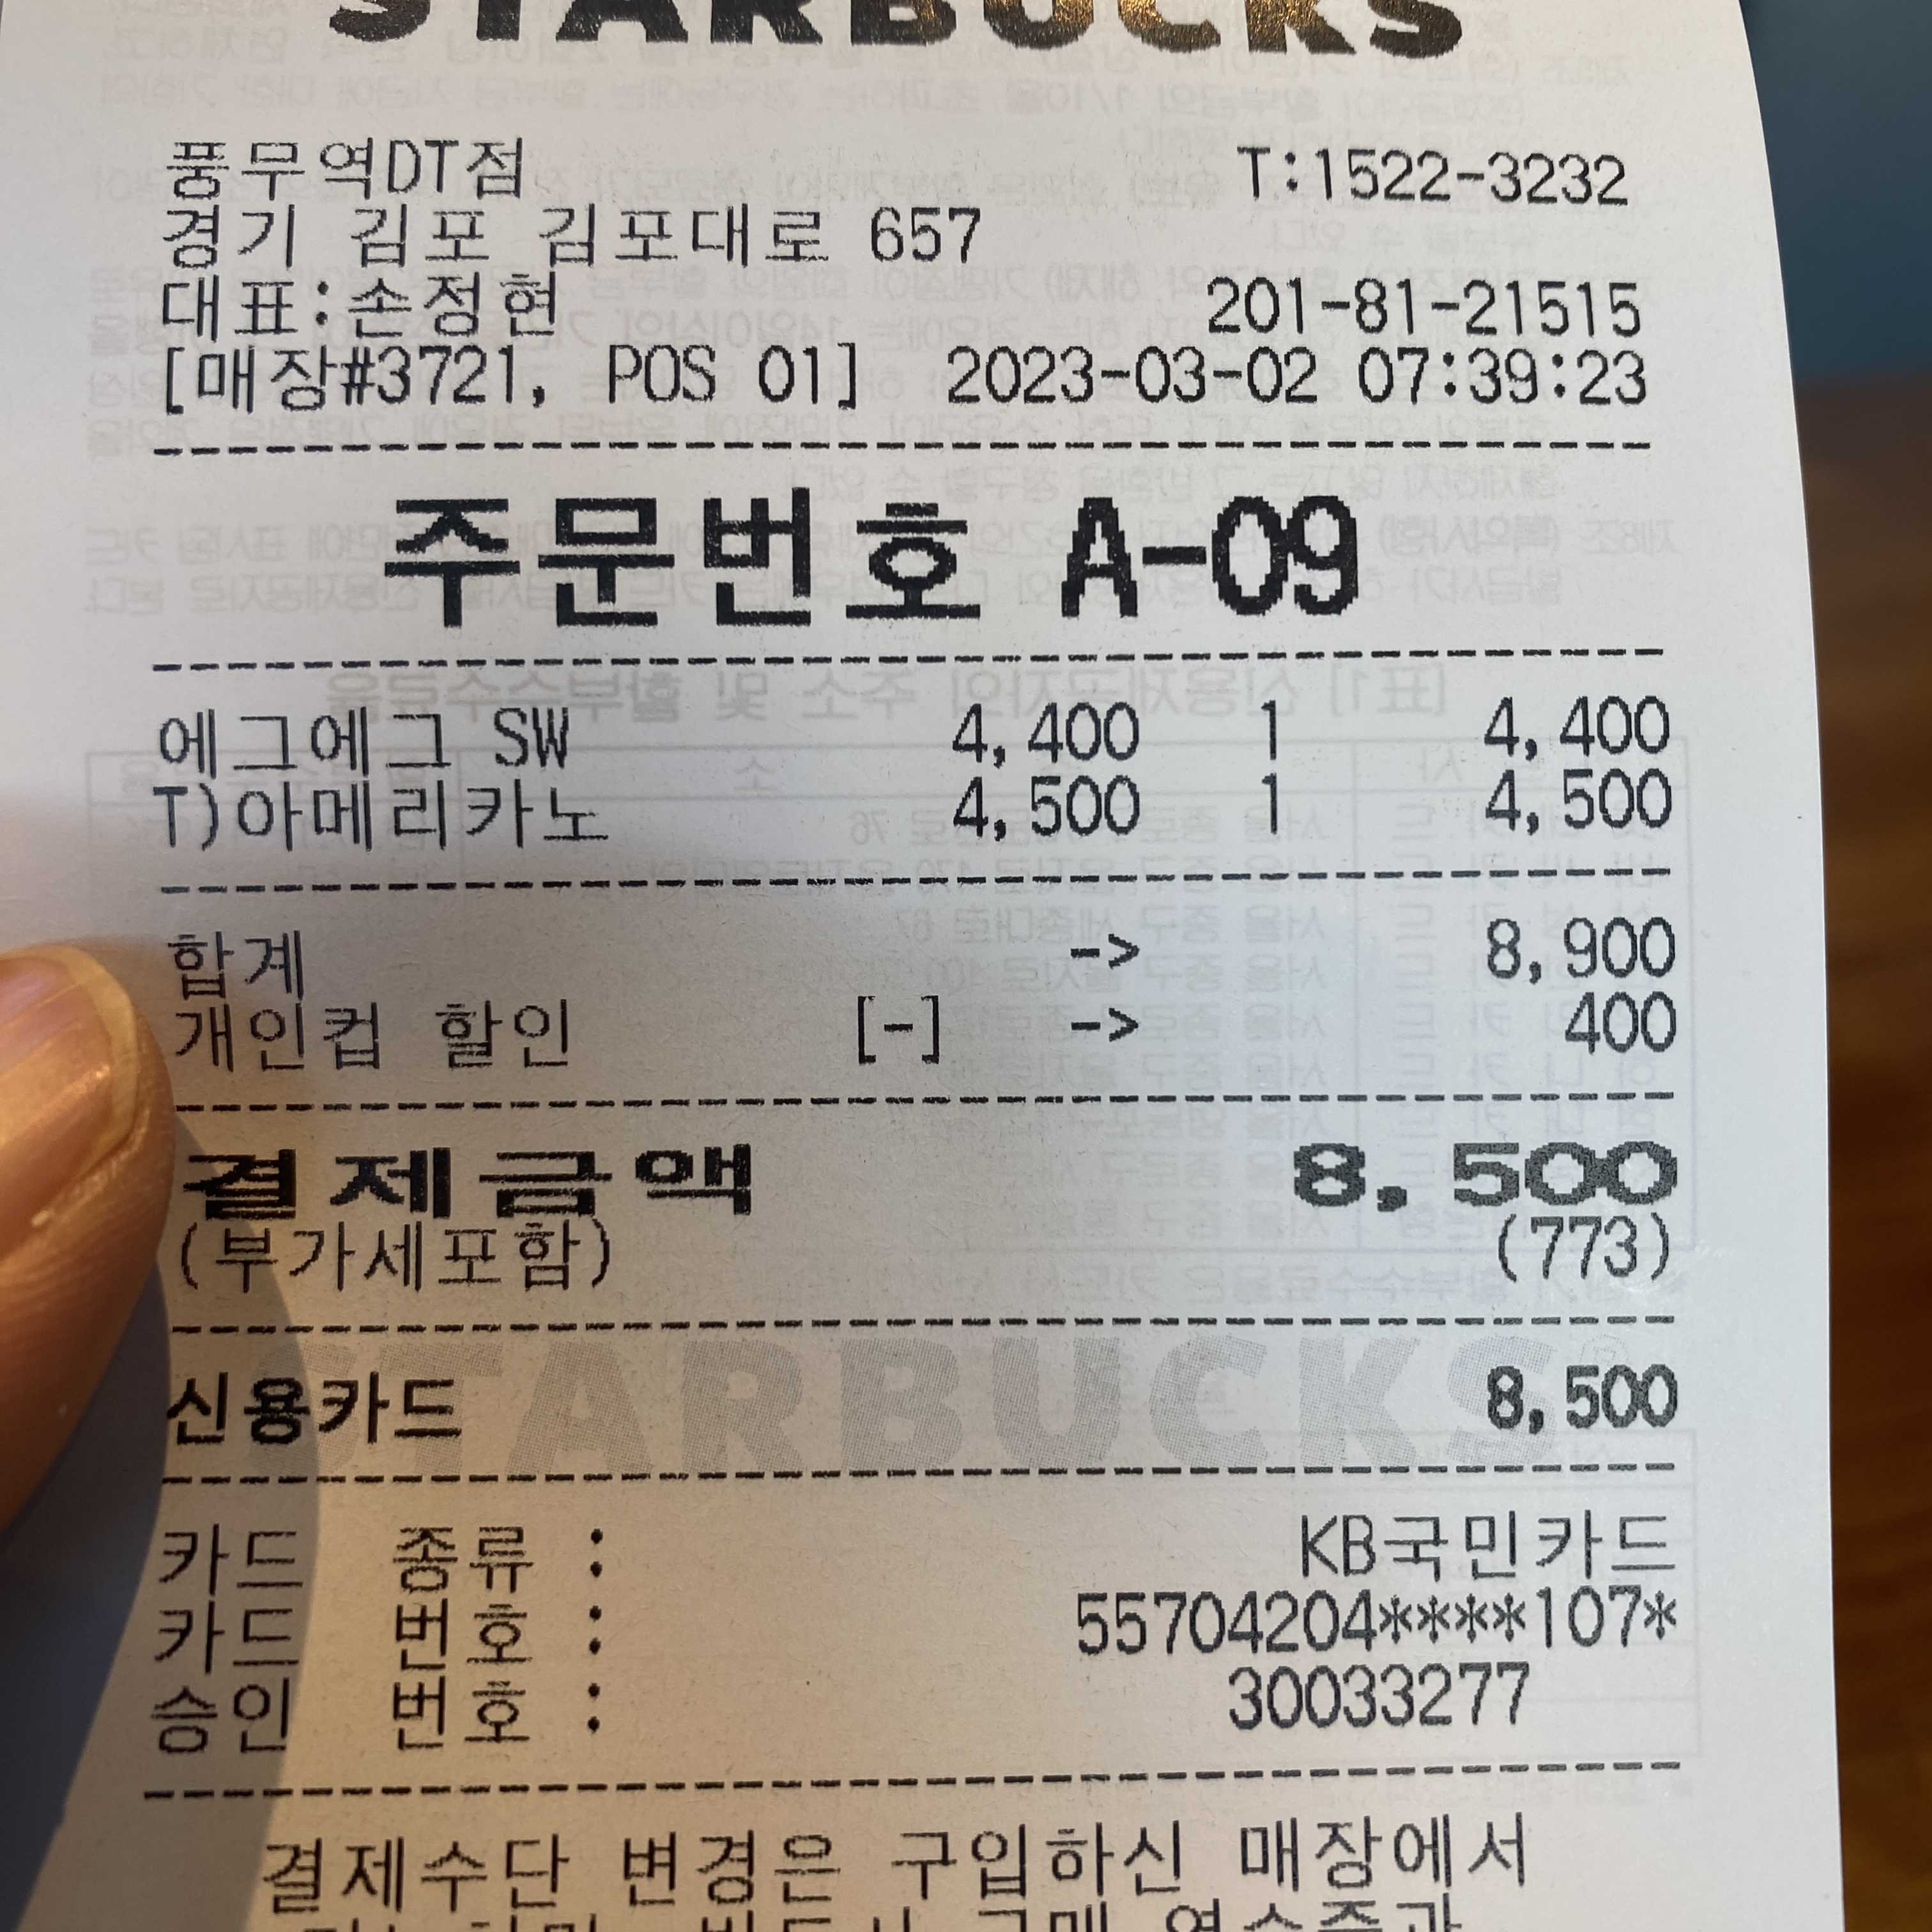 STARBUCKS
풍무역DT점 T:1522-3232
경기 김포 김포대로 657
대표:손정현 201-81-21515
[매장#3721, POS 01] 2023-03-02 07:39:23
주문번호 A-09
에그에그 SW 4,400 1 4,400
T)아메리카노 4,500 1 4,500
합계 -> 8,900
개인컵 할인 [-] -> 400
결제금액 8,500
(부가세포함) (773)
STARBUCKS
신용카드 8,500
카드 종류 : KB국민카드
카드 번호 : 55704204****107*
승인 번호 : 30033277
결제수단 변경은 구입하신 매장에서